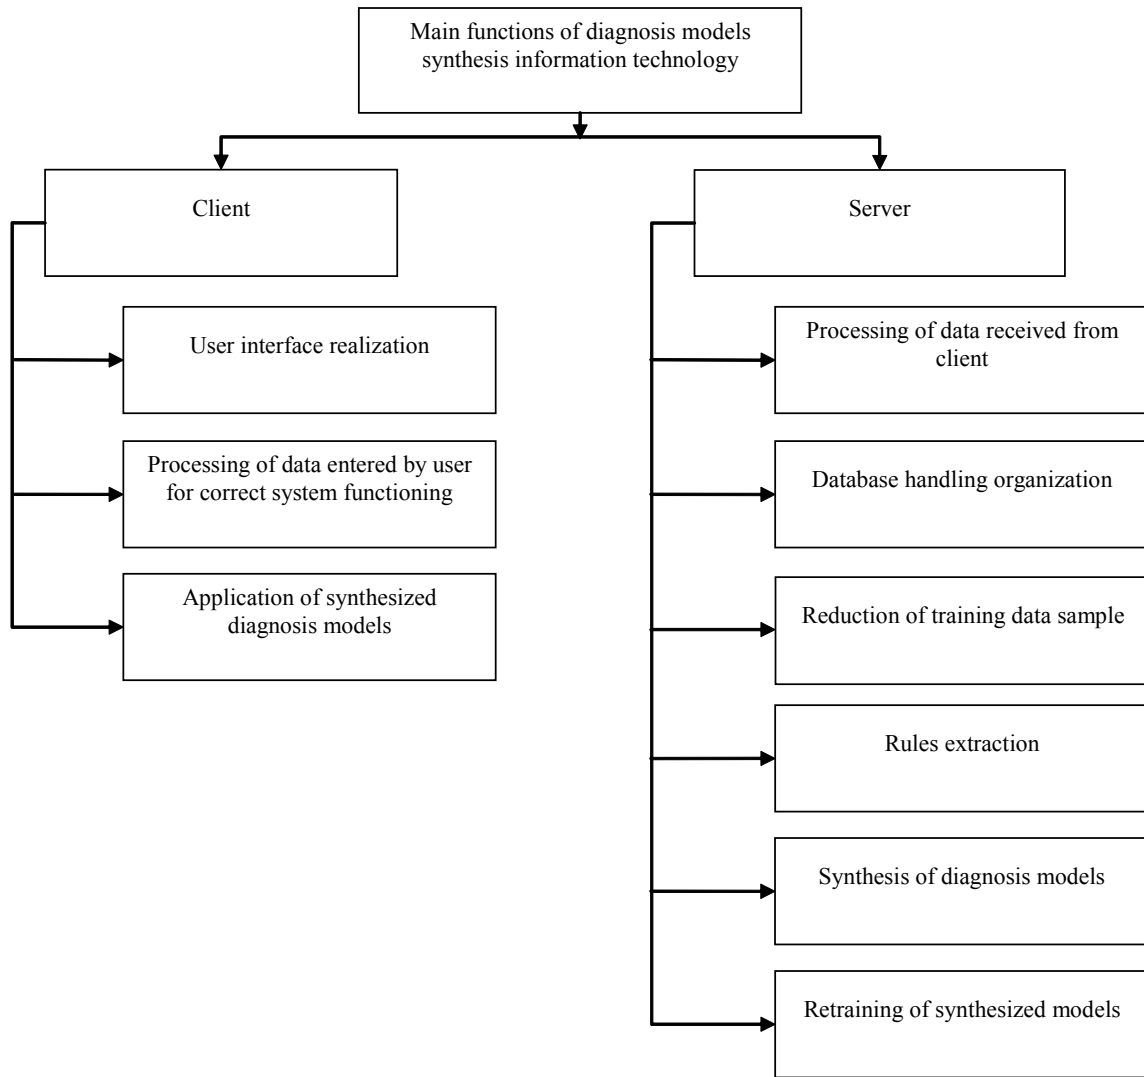 Main functions of diagnosis models
synthesis information technology
Client
User interface realization
Processing of data entered by user
for correct system functioning
Application of synthesized
diagnosis models
Server
Processing of data received from
client
Database handling organization
Reduction of training data sample
Rules extraction
Synthesis of diagnosis models
Retraining of synthesized models